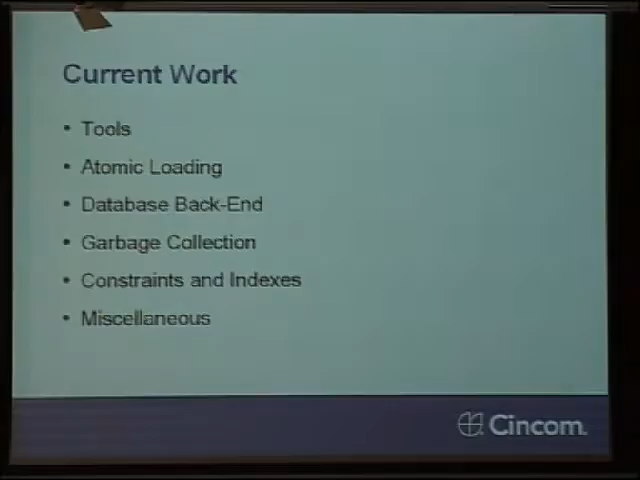 Current Work
• Tools
• Atomic Loading
• Database Back-End
• Garbage Collection
• Constraints and Indexes
• Miscellaneous
Cincom.